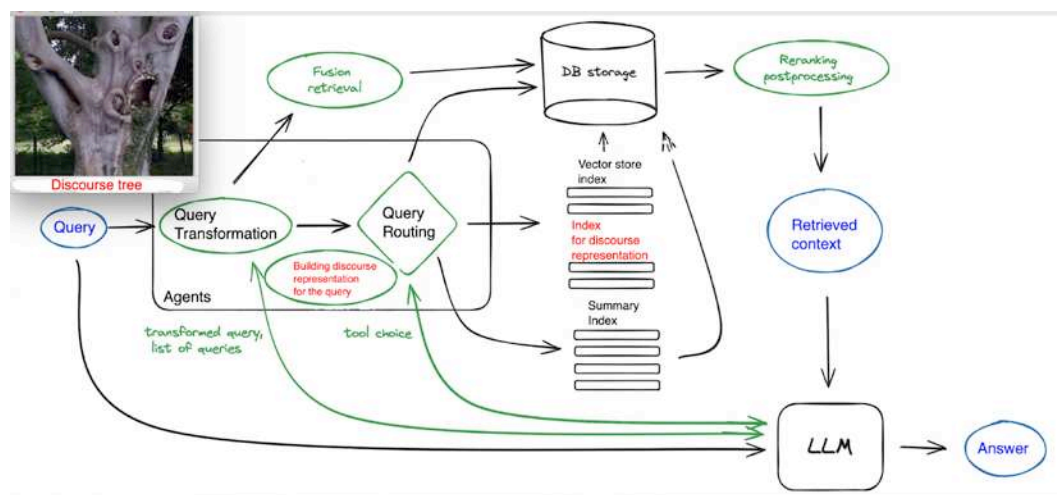 Discourse tree
Fusion
retrieval
DB storage
Reranking
postprocessing
Vector store
index
Query
Query
Transformation
Query
Routing
Index
for discourse
representation
Retrieved
context
Building discourse
representation
for the query
Agents
Summary
Index
transformed query,
list of queries
tool choice
LLM
Answer